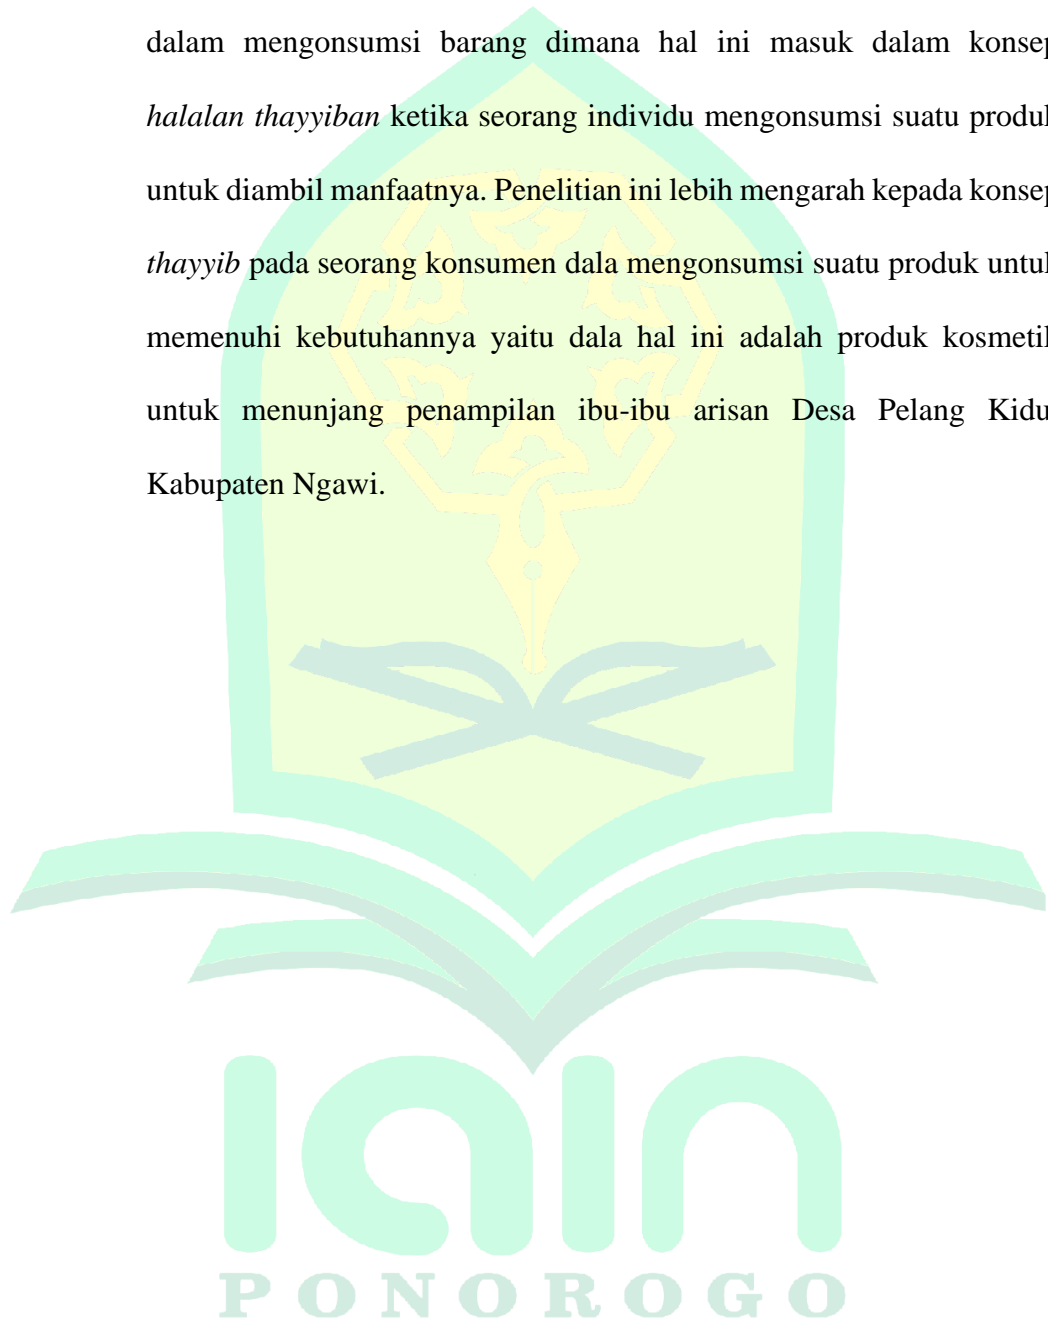 dalam mengonsumsi barang dimana hal ini masuk dalam konsep
halalan thayyiban ketika seorang individu mengonsumsi suatu produk
untuk diambil manfaatnya. Penelitian ini lebih mengarah kepada konsep
thayyib pada seorang konsumen dala mengonsumsi suatu produk untuk
memenuhi kebutuhannya yaitu dala hal ini adalah produk kosmetik
untuk menunjang penampilan ibu-ibu arisan Desa Pelang Kidu
Kabupaten Ngawi.
iain
PONOROGO